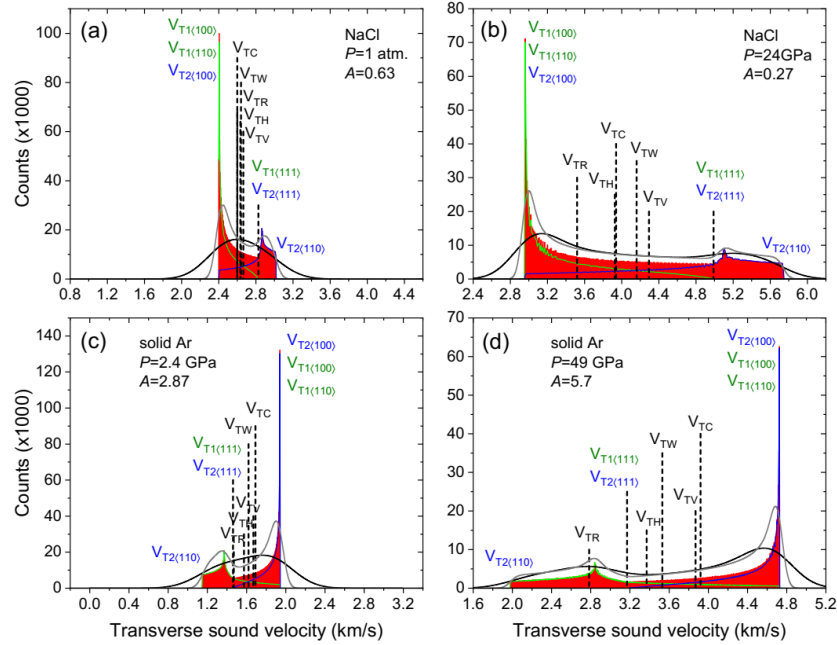 (a)
V_T1⟨100⟩
V_T1⟨110⟩
V_T2⟨100⟩
V_TC
V_TW
V_TR
V_TH
V_TV
V_T1⟨111⟩
V_T2⟨111⟩
V_T2⟨110⟩
NaCl
P=1 atm.
A=0.63
Counts (x1000)
100
80
60
40
20
0
0.8 1.2 1.6 2.0 2.4 2.8 3.2 3.6 4.0 4.4
(b)
V_T1⟨100⟩
V_T1⟨110⟩
V_T2⟨100⟩
NaCl
P=24GPa
A=0.27
V_TC
V_TR
V_TH
V_TW
V_TV
V_T1⟨111⟩
V_T2⟨111⟩
V_T2⟨110⟩
80
70
60
50
40
30
20
10
0
2.4 2.8 3.2 3.6 4.0 4.4 4.8 5.2 5.6 6.0
(c)
solid Ar
P=2.4 GPa
A=2.87
V_T2⟨100⟩
V_T1⟨100⟩
V_T1⟨110⟩
V_TC
V_TW
V_T1⟨111⟩
V_T2⟨111⟩
V_TV
V_TH
V_TR
V_T2⟨110⟩
Counts (x1000)
140
120
100
80
60
40
20
0
0.0 0.4 0.8 1.2 1.6 2.0 2.4 2.8 3.2
Transverse sound velocity (km/s)
(d)
solid Ar
P=49 GPa
A=5.7
V_T2⟨100⟩
V_T1⟨100⟩
V_T1⟨110⟩
V_TC
V_TW
V_T1⟨111⟩
V_T2⟨111⟩
V_TV
V_TH
V_TR
V_T2⟨110⟩
70
60
50
40
30
20
10
0
1.6 2.0 2.4 2.8 3.2 3.6 4.0 4.4 4.8 5.2
Transverse sound velocity (km/s)